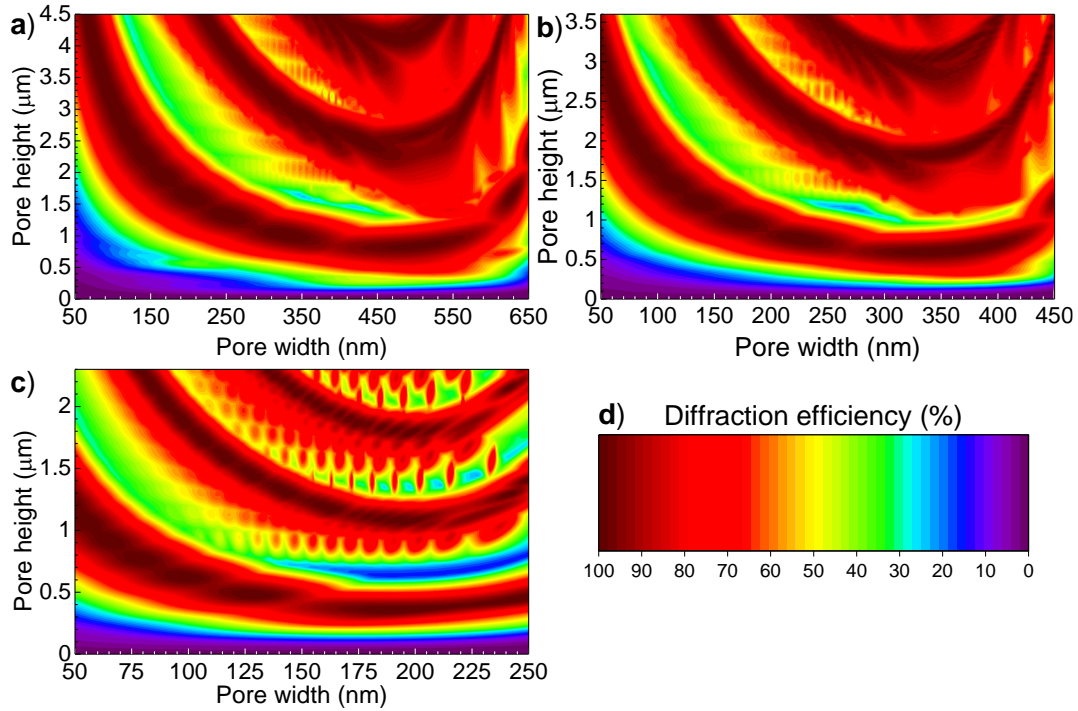 a)
4.5
4
3.5
3
2.5
2
1.5
1
0.5
0
Pore height (μm)
50 150 250 350 450 550 650
Pore width (nm)
b)
3.5
3
2.5
2
1.5
1
0.5
0
Pore height (μm)
50 100 150 200 250 300 350 400 450
Pore width (nm)
c)
2
1.5
1
0.5
0
Pore height (μm)
50 75 100 125 150 175 200 225 250
Pore width (nm)
d) Diffraction efficiency (%)
100 90 80 70 60 50 40 30 20 10 0